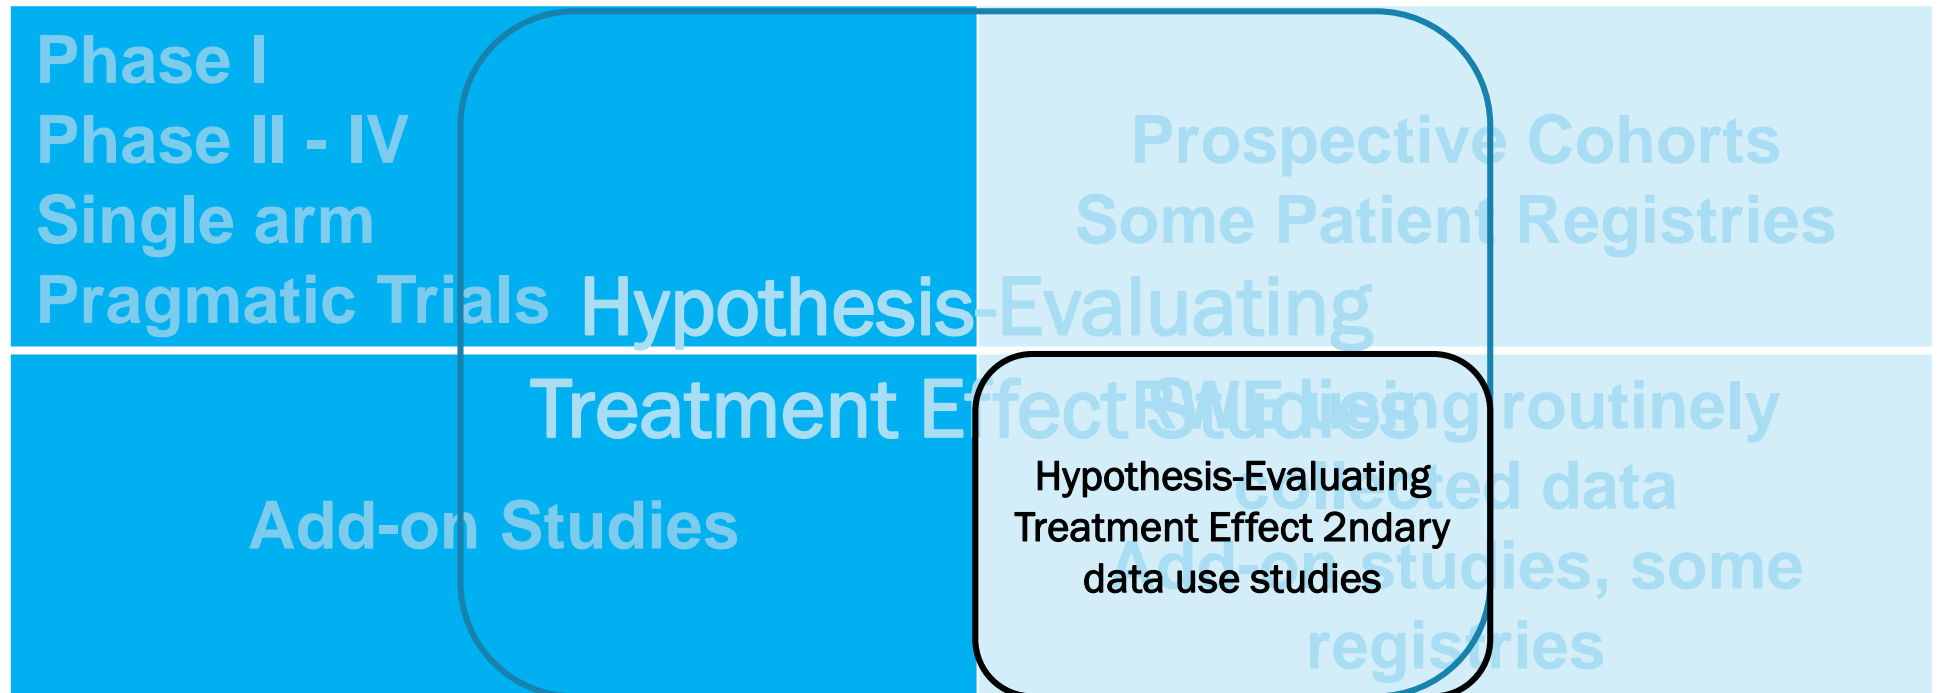 Phase I
Phase II - IV
Single arm
Pragmatic Trials
Prospective Cohorts
Some Patient Registries
Hypothesis-Evaluating
Treatment Effect Studies
Add-on Studies
RWE using routinely
collected data
Add-on studies, some
registries
Hypothesis-Evaluating
Treatment Effect 2ndary
data use studies